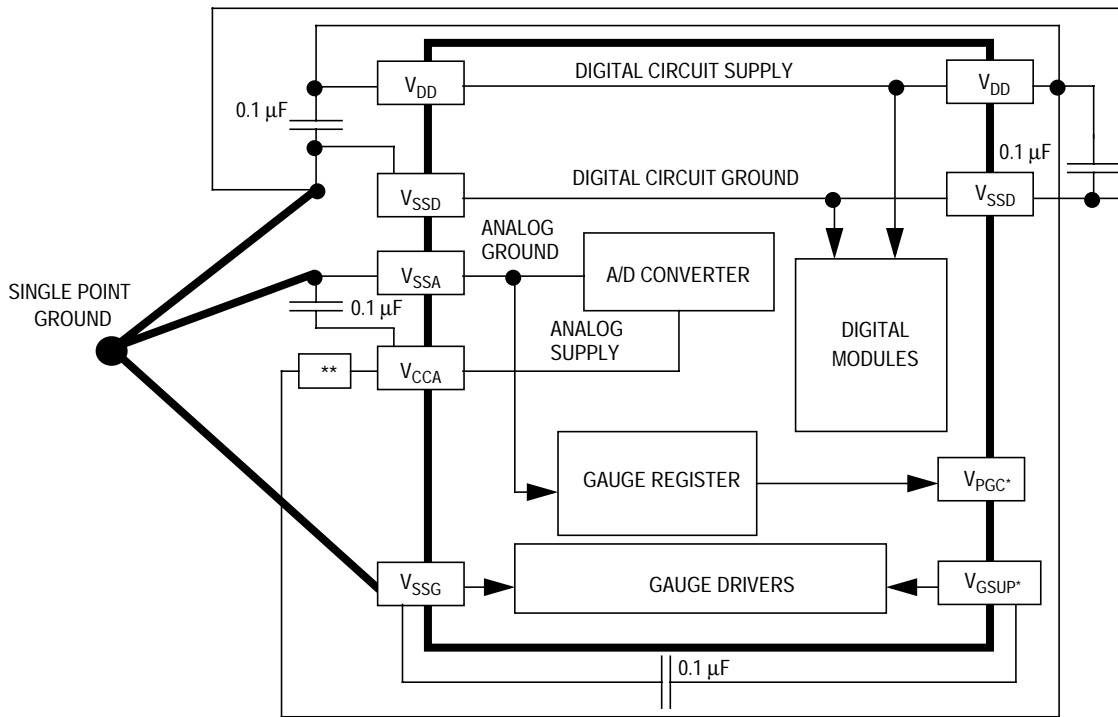 DIGITAL CIRCUIT SUPPLY
VDD
VDD
0.1 µF
0.1 µF
DIGITAL CIRCUIT GROUND
VSSD
VSSD
ANALOG
GROUND
VSSA
A/D CONVERTER
SINGLE POINT
GROUND
0.1 µF
ANALOG
SUPPLY
DIGITAL
MODULES
**
VCCA
GAUGE REGISTER
VPGC*
VSSG
GAUGE DRIVERS
VGSUP*
0.1 µF